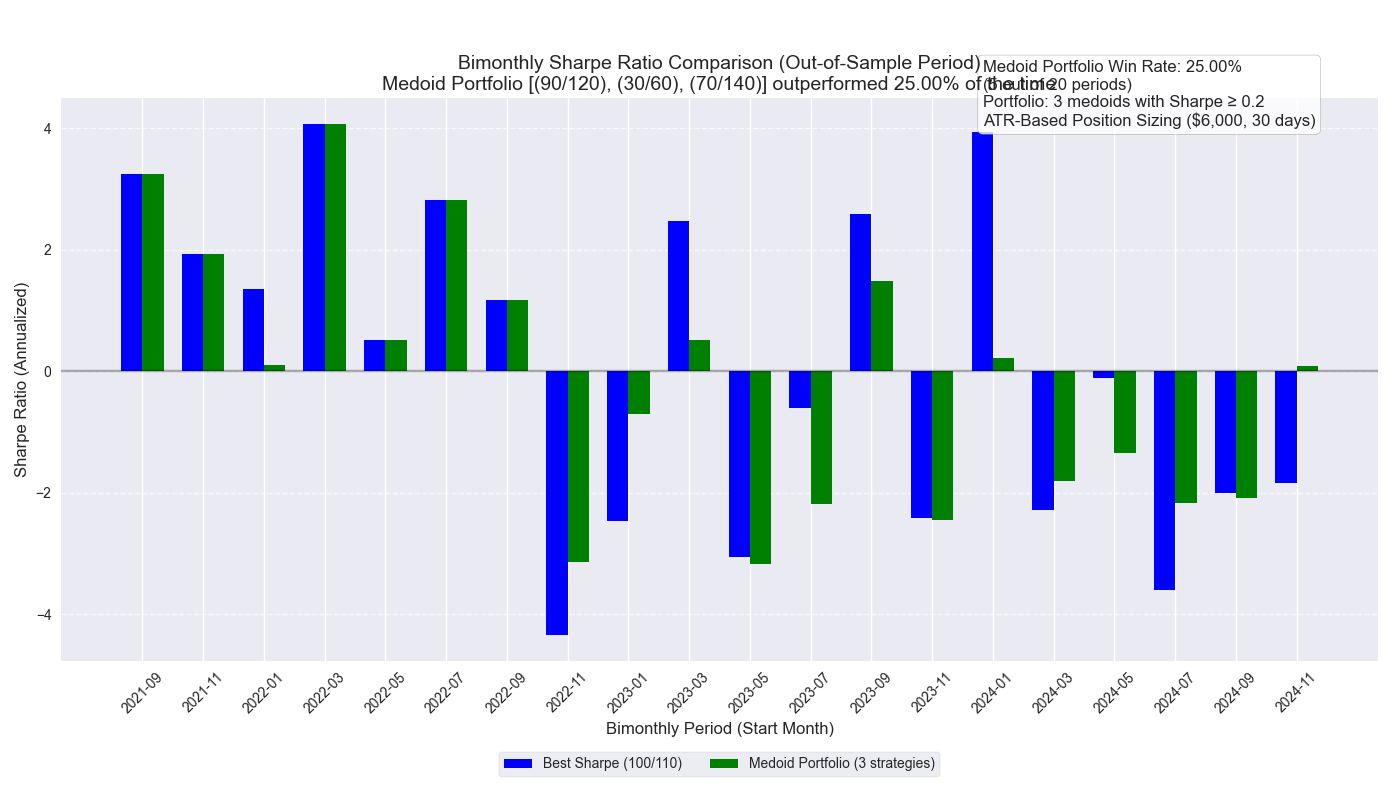 Bimonthly Sharpe Ratio Comparison (Out-of-Sample Period)
Medoid Portfolio [(90/120), (30/60), (70/140)] outperformed 25.00% of the time
Medoid Portfolio Win Rate: 25.00%
(5 out of 20 periods)
Portfolio: 3 medoids with Sharpe ≥ 0.2
ATR-Based Position Sizing ($6,000, 30 days)
Sharpe Ratio (Annualized)
4
2
0
−2
−4
2021-09
2021-11
2022-01
2022-03
2022-05
2022-07
2022-09
2022-11
2023-01
2023-03
2023-05
2023-07
2023-09
2023-11
2024-01
2024-03
2024-05
2024-07
2024-09
2024-11
Bimonthly Period (Start Month)
Best Sharpe (100/110)
Medoid Portfolio (3 strategies)